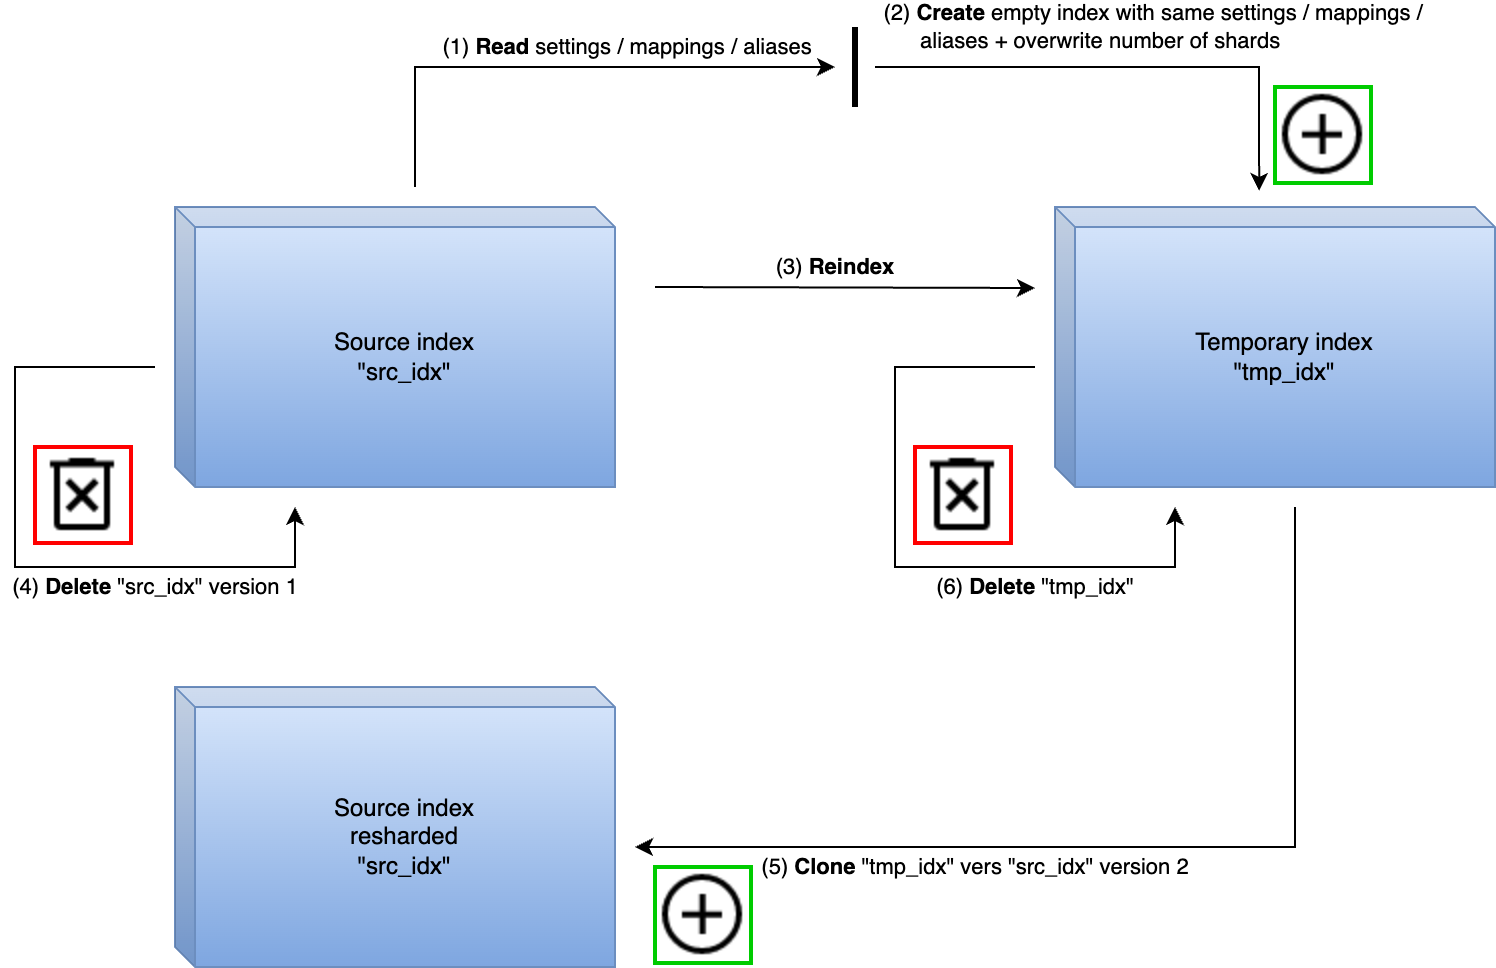 (1) Read settings / mappings / aliases
(2) Create empty index with same settings / mappings /
aliases + overwrite number of shards
(3) Reindex
Source index
"src_idx"
Temporary index
"tmp_idx"
(4) Delete "src_idx" version 1
(6) Delete "tmp_idx"
Source index
resharded
"src_idx"
(5) Clone "tmp_idx" vers "src_idx" version 2